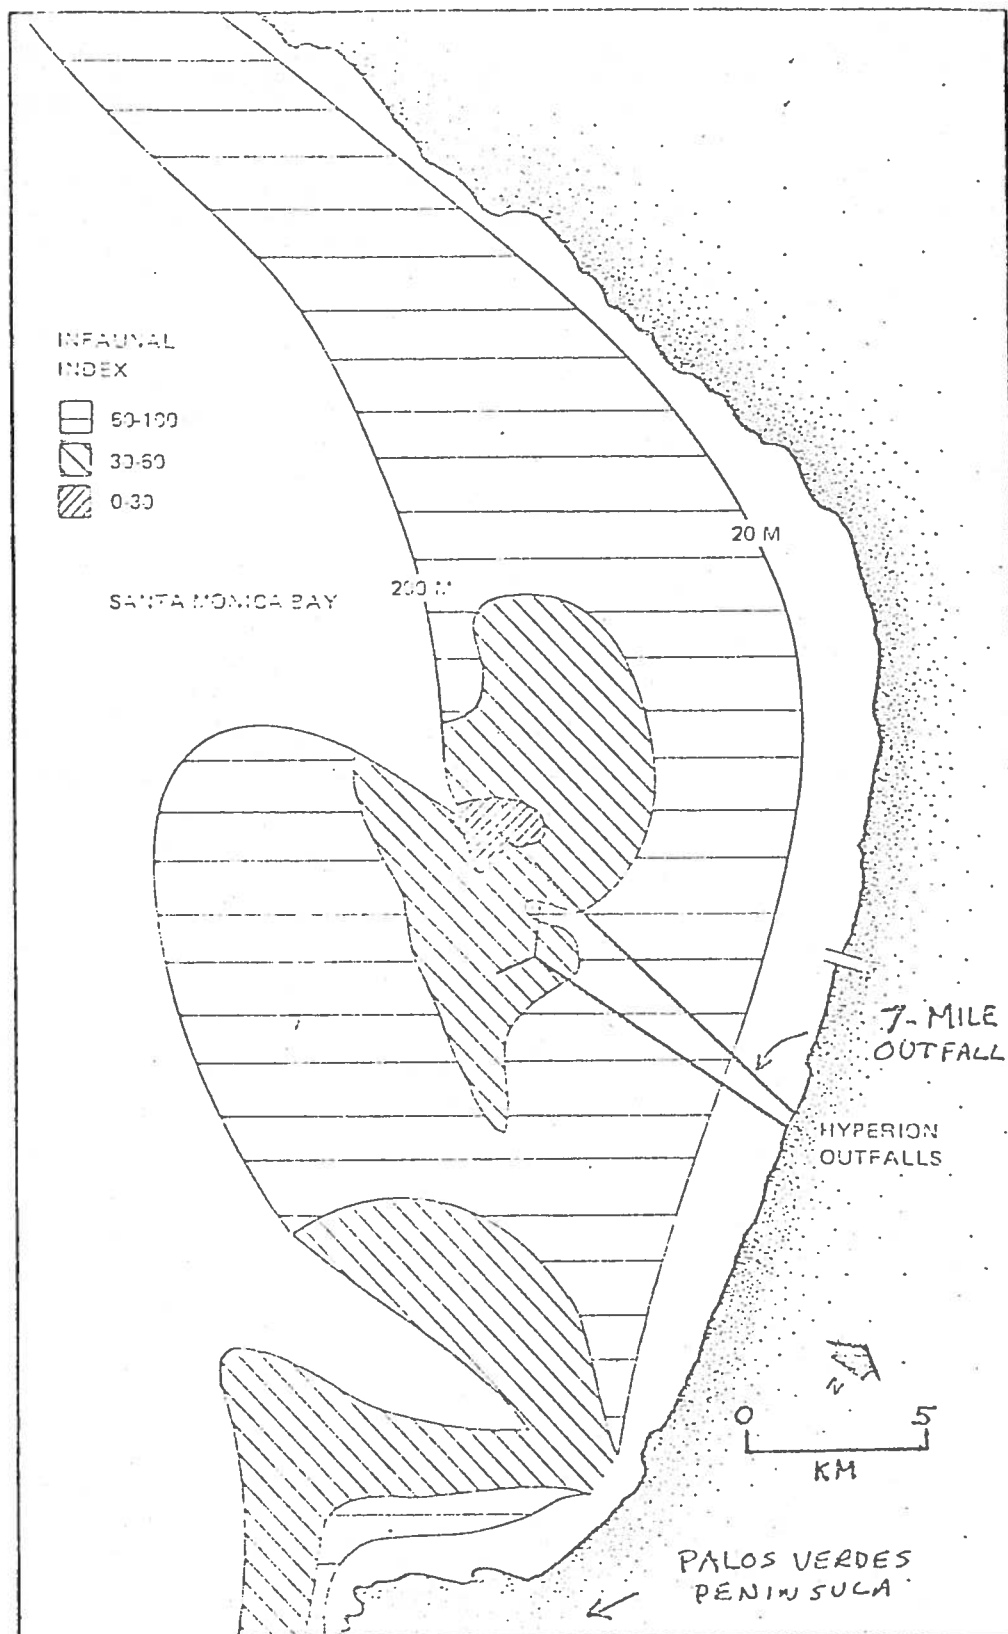 INFAUNAL
INDEX
60-100
30-60
0-30
SANTA MONICA BAY
200 M
20 M
7-MILE
OUTFALL
HYPERION
OUTFALLS
N
0 5
KM
PALOS VERDES
PENINSULA